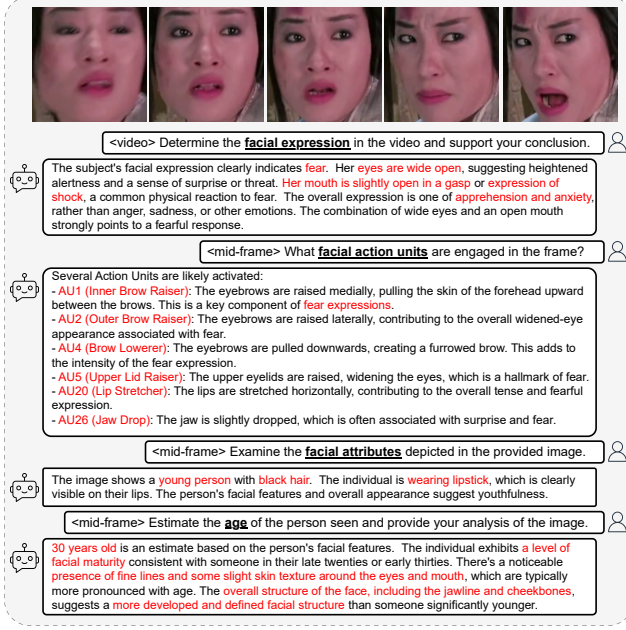 <video> Determine the facial expression in the video and support your conclusion.
The subject's facial expression clearly indicates fear.  Her eyes are wide open, suggesting heightened
alertness and a sense of surprise or threat. Her mouth is slightly open in a gasp or expression of
shock, a common physical reaction to fear.  The overall expression is one of apprehension and anxiety,
rather than anger, sadness, or other emotions. The combination of wide eyes and an open mouth
strongly points to a fearful response.
<mid-frame> What facial action units are engaged in the frame?
Several Action Units are likely activated:
- AU1 (Inner Brow Raiser): The eyebrows are raised medially, pulling the skin of the forehead upward
between the brows. This is a key component of fear expressions.
- AU2 (Outer Brow Raiser): The eyebrows are raised laterally, contributing to the overall widened-eye
appearance associated with fear.
- AU4 (Brow Lowerer): The eyebrows are pulled downwards, creating a furrowed brow. This adds to
the intensity of the fear expression.
- AU5 (Upper Lid Raiser): The upper eyelids are raised, widening the eyes, which is a hallmark of fear.
- AU20 (Lip Stretcher): The lips are stretched horizontally, contributing to the overall tense and fearful
expression.
- AU26 (Jaw Drop): The jaw is slightly dropped, which is often associated with surprise and fear.
<mid-frame> Examine the facial attributes depicted in the provided image.
The image shows a young person with black hair.  The individual is wearing lipstick, which is clearly
visible on their lips. The person's facial features and overall appearance suggest youthfulness.
<mid-frame> Estimate the age of the person seen and provide your analysis of the image.
30 years old is an estimate based on the person's facial features.  The individual exhibits a level of
facial maturity consistent with someone in their late twenties or early thirties. There's a noticeable
presence of fine lines and some slight skin texture around the eyes and mouth, which are typically
more pronounced with age. The overall structure of the face, including the jawline and cheekbones,
suggests a more developed and defined facial structure than someone significantly younger.